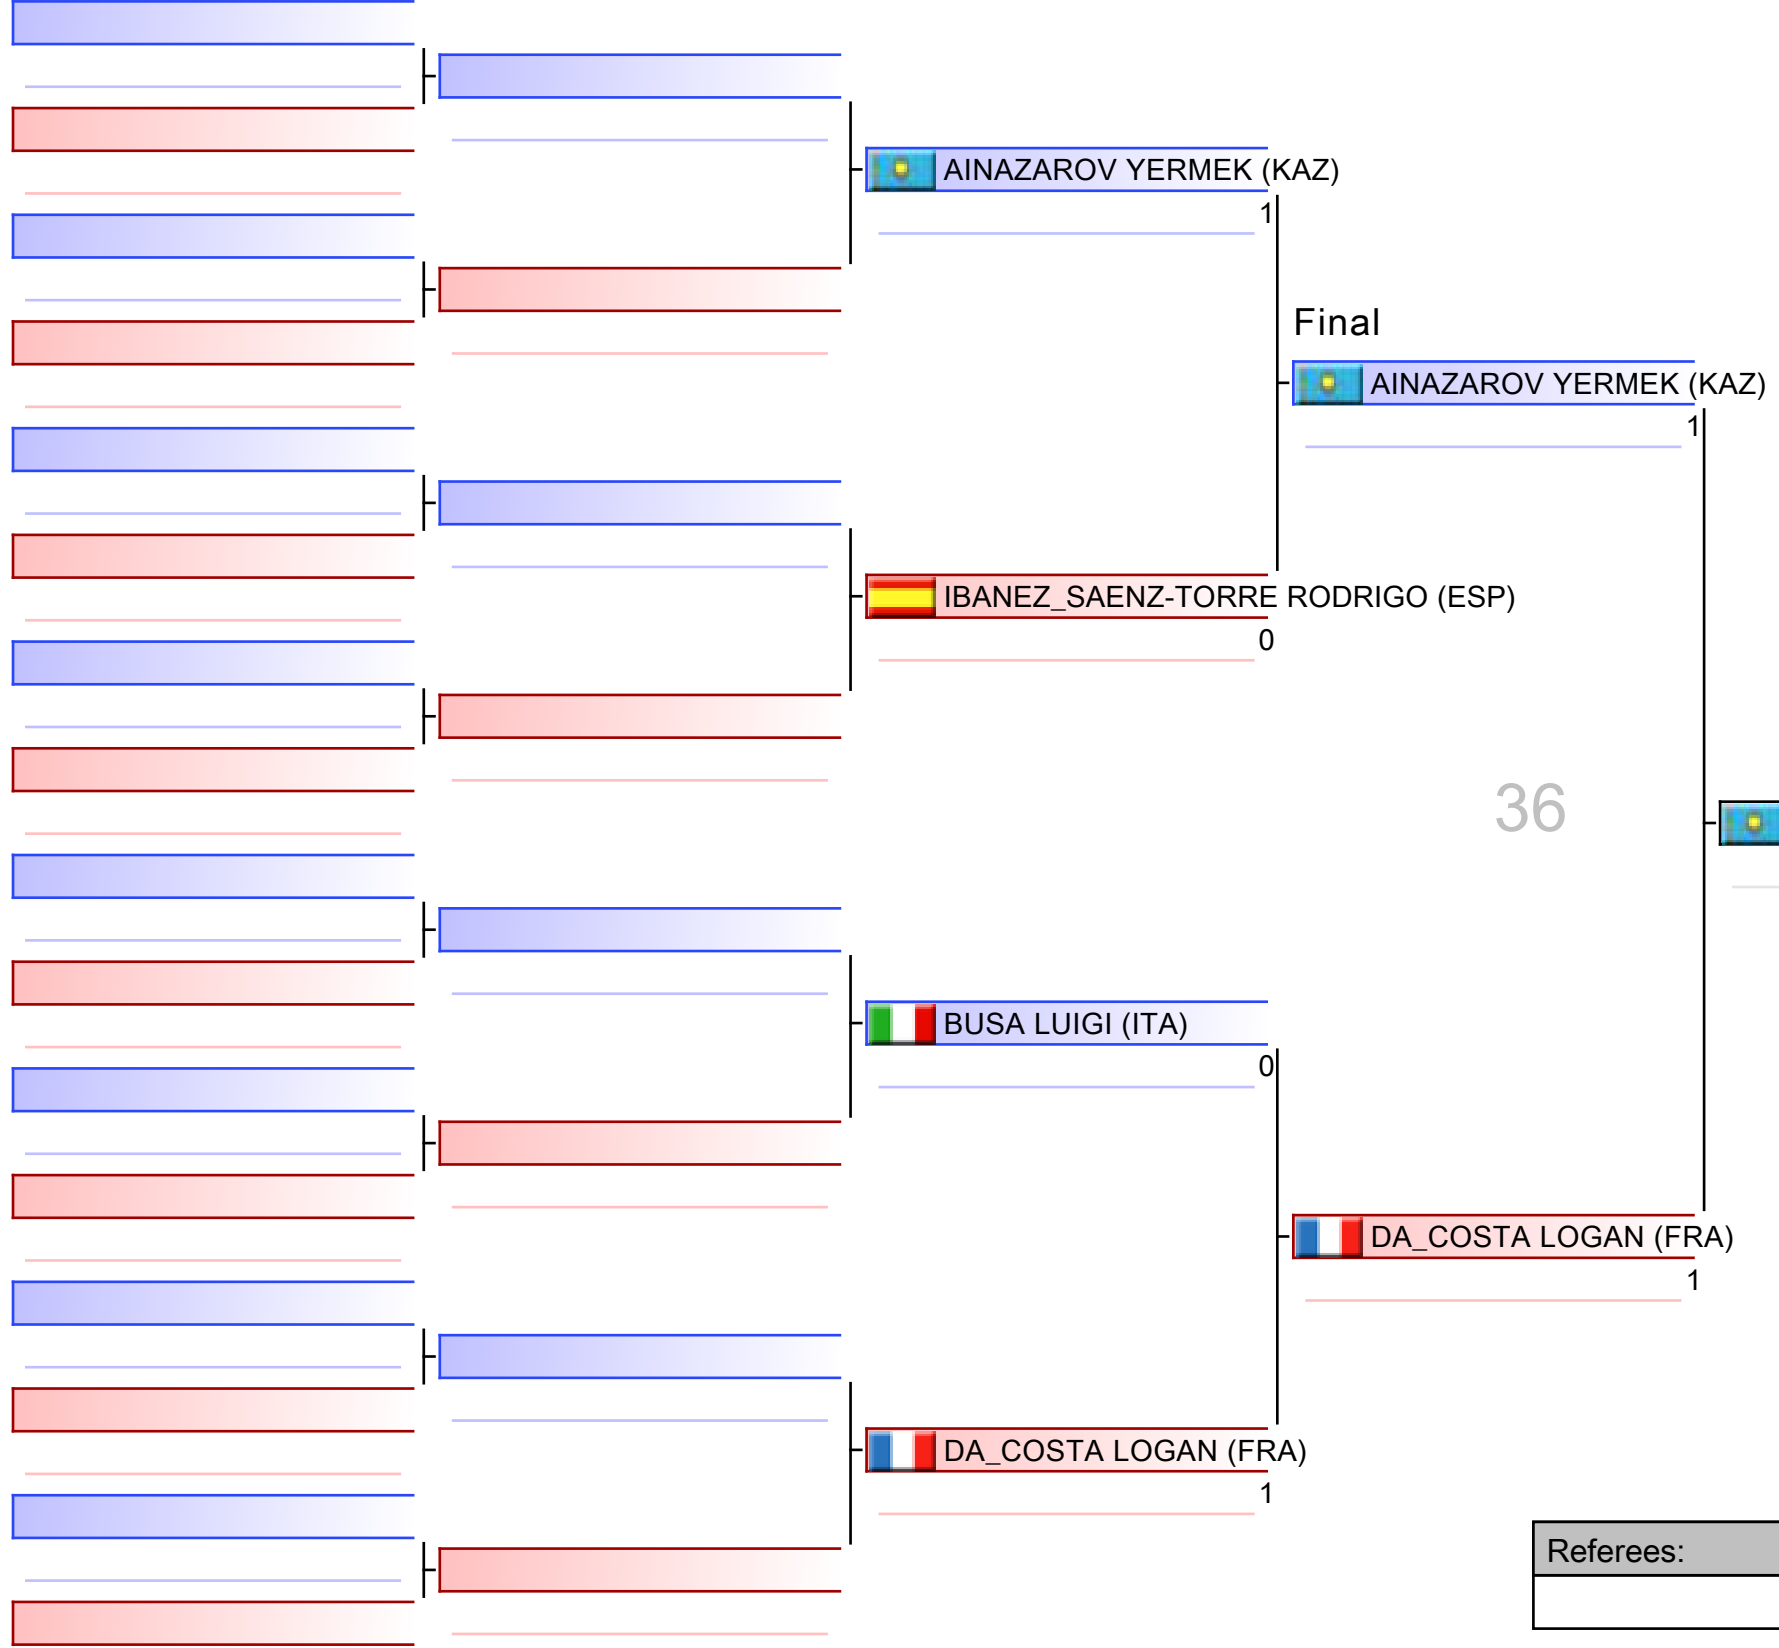 AINAZAROV YERMEK (KAZ)
1
Final
AINAZAROV YERMEK (KAZ)
1
IBANEZ_SAENZ-TORRE RODRIGO (ESP)
0
36
BUSA LUIGI (ITA)
0
DA_COSTA LOGAN (FRA)
1
DA_COSTA LOGAN (FRA)
1
Referees: